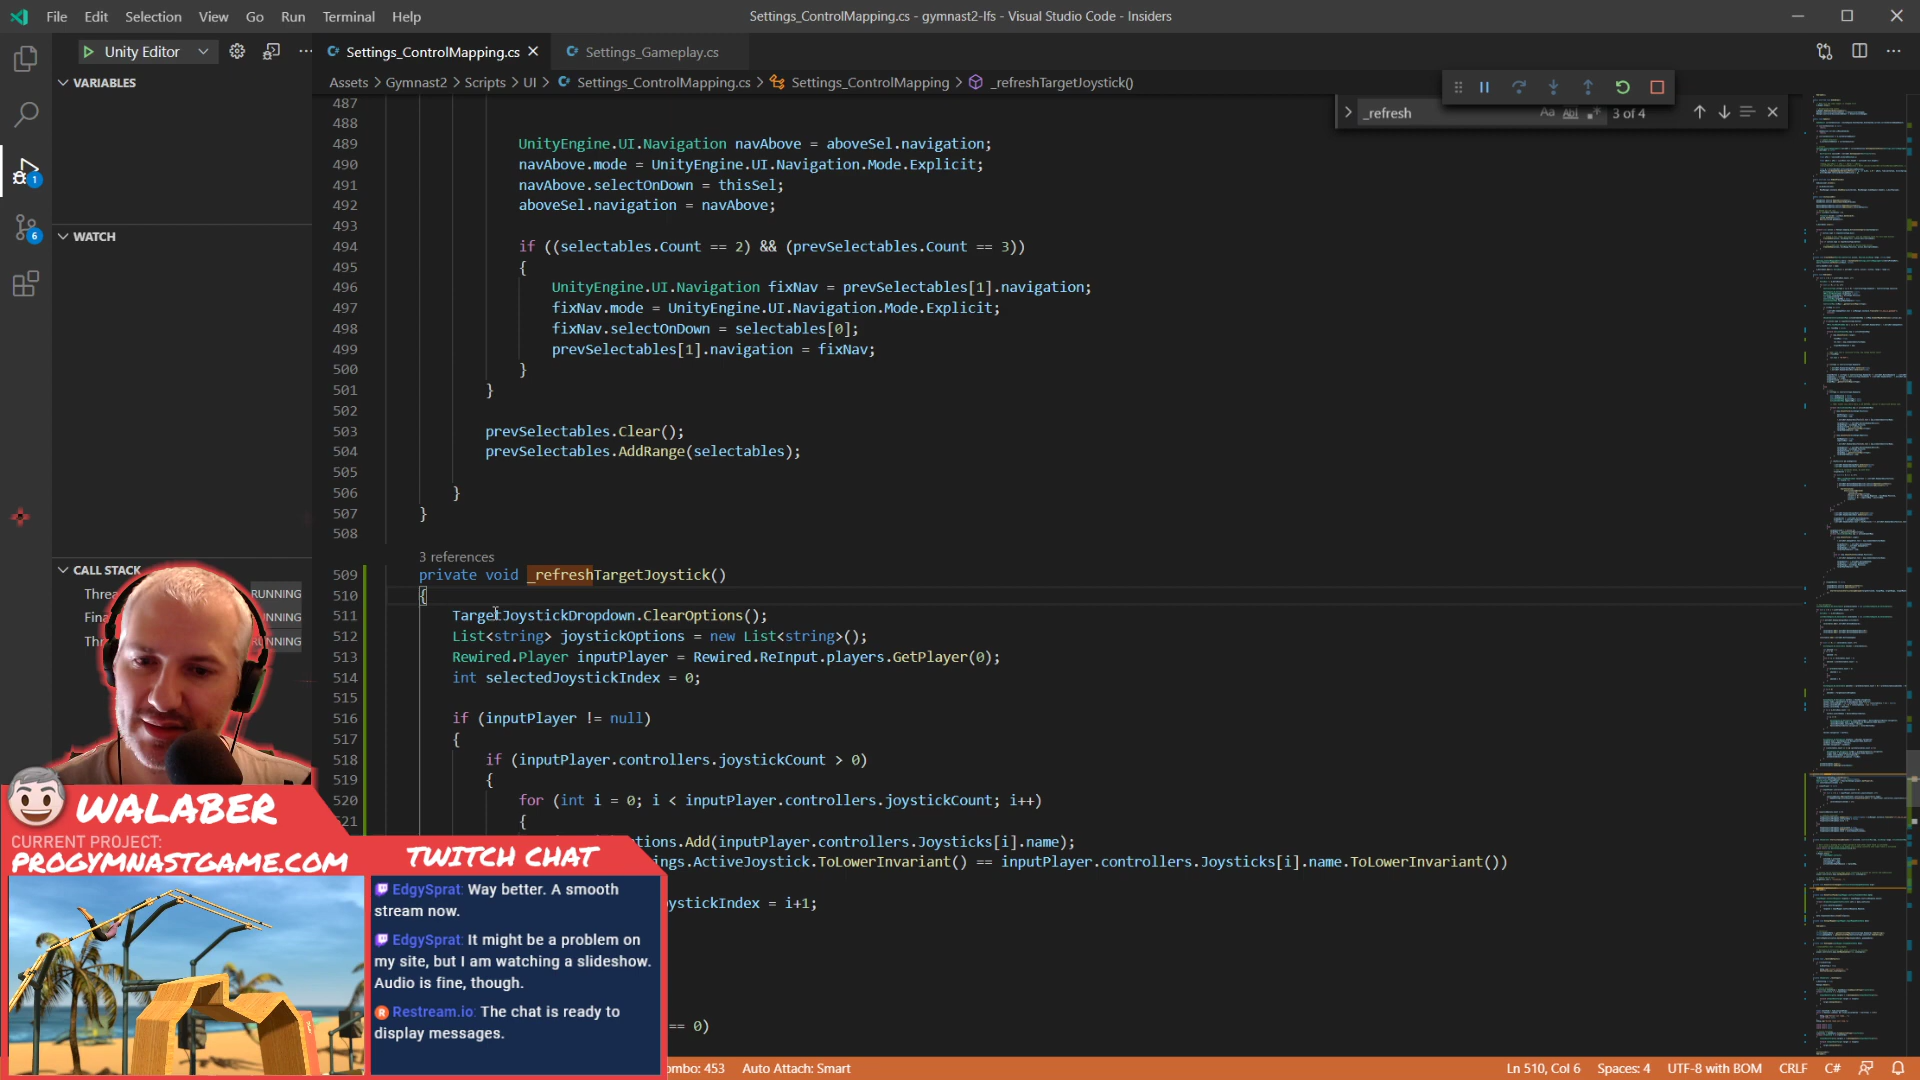 File Edit Selection View Go Run Terminal Help
Settings_ControlMapping.cs - gymnast2-lfs - Visual Studio Code - Insiders
Unity Editor
Settings_ControlMapping.cs
Settings_Gameplay.cs
VARIABLES
Assets > Gymnast2 > Scripts > UI > Settings_ControlMapping.cs > Settings_ControlMapping > _refreshTargetJoystick()
_refresh
3 of 4
1
6
WATCH
CALL STACK
RUNNING
487
488
489 UnityEngine.UI.Navigation navAbove = aboveSel.navigation;
490 navAbove.mode = UnityEngine.UI.Navigation.Mode.Explicit;
491 navAbove.selectOnDown = thisSel;
492 aboveSel.navigation = navAbove;
493
494 if ((selectables.Count == 2) && (prevSelectables.Count == 3))
495 {
496 UnityEngine.UI.Navigation fixNav = prevSelectables[1].navigation;
497 fixNav.mode = UnityEngine.UI.Navigation.Mode.Explicit;
498 fixNav.selectOnDown = selectables[0];
499 prevSelectables[1].navigation = fixNav;
500 }
501 }
502
503 prevSelectables.Clear();
504 prevSelectables.AddRange(selectables);
505
506 }
507 }
508
3 references
509 private void _refreshTargetJoystick()
510 {
511 TargetJoystickDropdown.ClearOptions();
512 List<string> joystickOptions = new List<string>();
513 Rewired.Player inputPlayer = Rewired.ReInput.players.GetPlayer(0);
514 int selectedJoystickIndex = 0;
515
516 if (inputPlayer != null)
517 {
518 if (inputPlayer.controllers.joystickCount > 0)
519 {
520 for (int i = 0; i < inputPlayer.controllers.joystickCount; i++)
521 {
tions.Add(inputPlayer.controllers.Joysticks[i].name);
ngs.ActiveJoystick.ToLowerInvariant() == inputPlayer.controllers.Joysticks[i].name.ToLowerInvariant())
ystickIndex = i+1;
== 0)
WALABER
CURRENT PROJECT:
PROGYMNASTGAME.COM
TWITCH CHAT
EdgySprat: Way better. A smooth
stream now.
EdgySprat: It might be a problem on
my site, but I am watching a slideshow.
Audio is fine, though.
Restream.io: The chat is ready to
display messages.
ombo: 453 Auto Attach: Smart
Ln 510, Col 6 Spaces: 4 UTF-8 with BOM CRLF C#